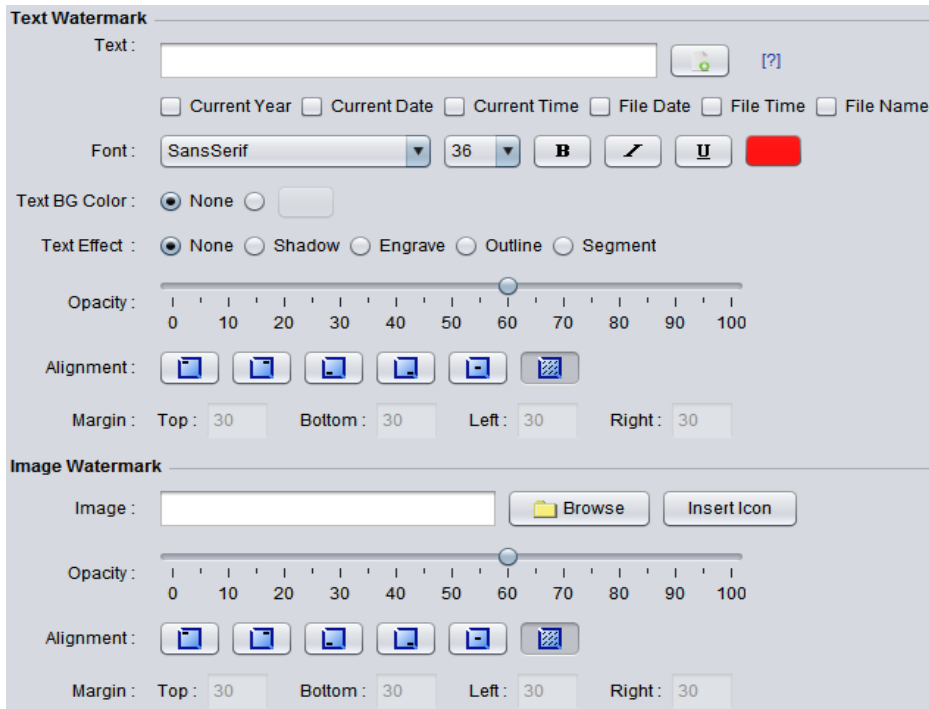 Text Watermark
Text : [?]
Current Year Current Date Current Time File Date File Time File Name
Font : SansSerif 36 B I U
Text BG Color : None
Text Effect : None Shadow Engrave Outline Segment
Opacity :
0 10 20 30 40 50 60 70 80 90 100
Alignment :
Margin : Top : 30 Bottom : 30 Left : 30 Right : 30
Image Watermark
Image : Browse Insert Icon
Opacity :
0 10 20 30 40 50 60 70 80 90 100
Alignment :
Margin : Top : 30 Bottom : 30 Left : 30 Right : 30